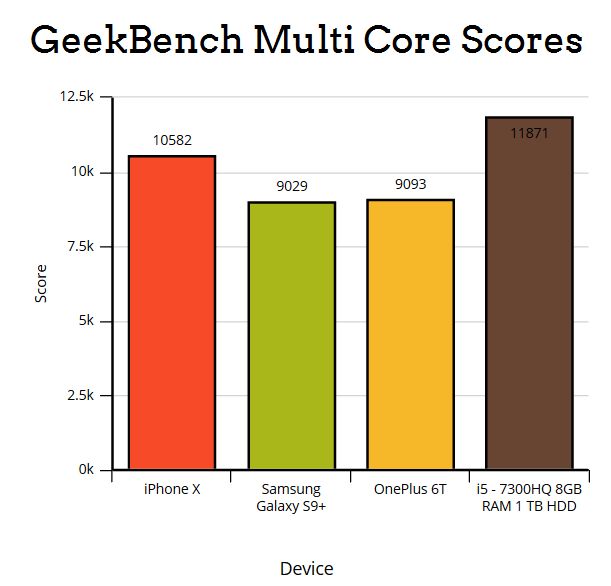 GeekBench Multi Core Scores
12.5k
10k
7.5k
5k
2.5k
0k
Score
10582
9029
9093
11871
iPhone X
Samsung
Galaxy S9+
OnePlus 6T
i5 - 7300HQ 8GB
RAM 1 TB HDD
Device